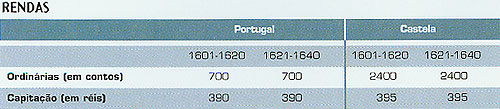 RENDAS
Portugal Castela
1601-1620 1621-1640 1601-1620 1621-1640
Ordinárias (em contos) 700 700 2400 2400
Capitação (em réis) 390 390 395 395